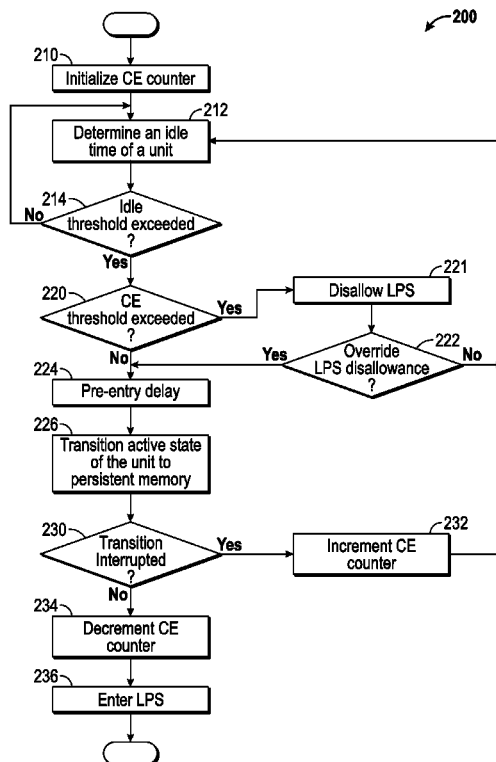 200
210
Initialize CE counter
212
Determine an idle
time of a unit
214
No
Idle
threshold exceeded
?
Yes
220
CE
threshold exceeded
?
Yes
No
221
Disallow LPS
222
Yes
Override
LPS disallowance
?
No
224
Pre-entry delay
226
Transition active state
of the unit to
persistent memory
230
Transition
Interrupted
?
Yes
No
232
Increment CE
counter
234
Decrement CE
counter
236
Enter LPS